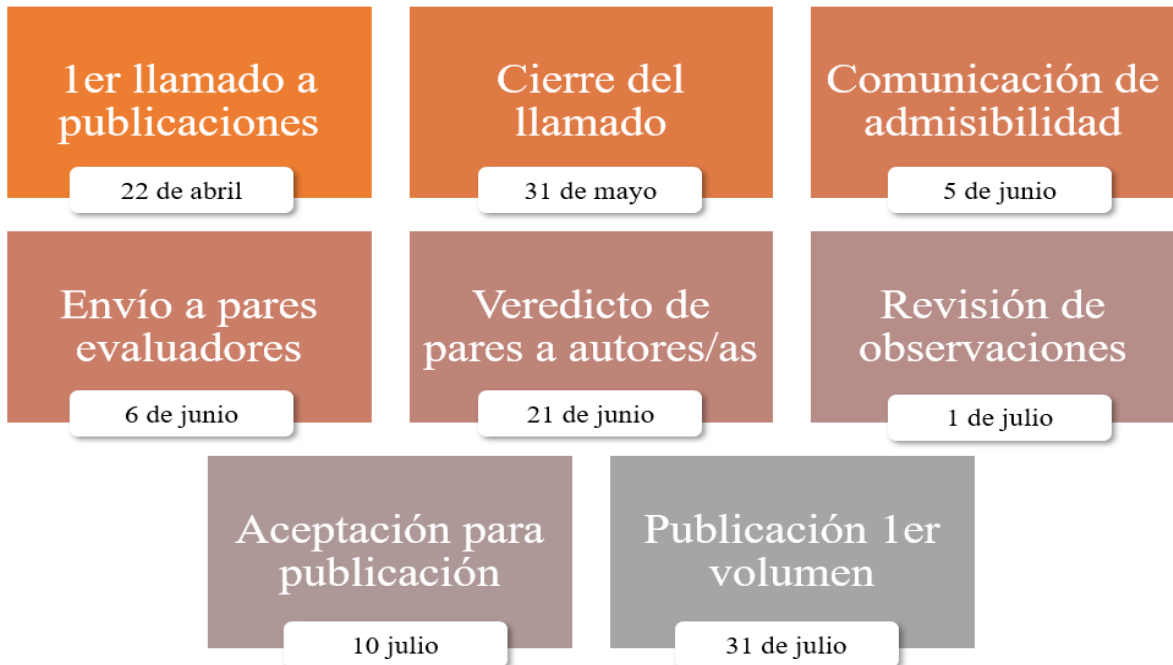 1er llamado a
publicaciones
22 de abril
Cierre del
llamado
31 de mayo
Comunicación de
admisibilidad
5 de junio
Envío a pares
evaluadores
6 de junio
Veredicto de
pares a autores/as
21 de junio
Revisión de
observaciones
1 de julio
Aceptación para
publicación
10 julio
Publicación 1er
volumen
31 de julio